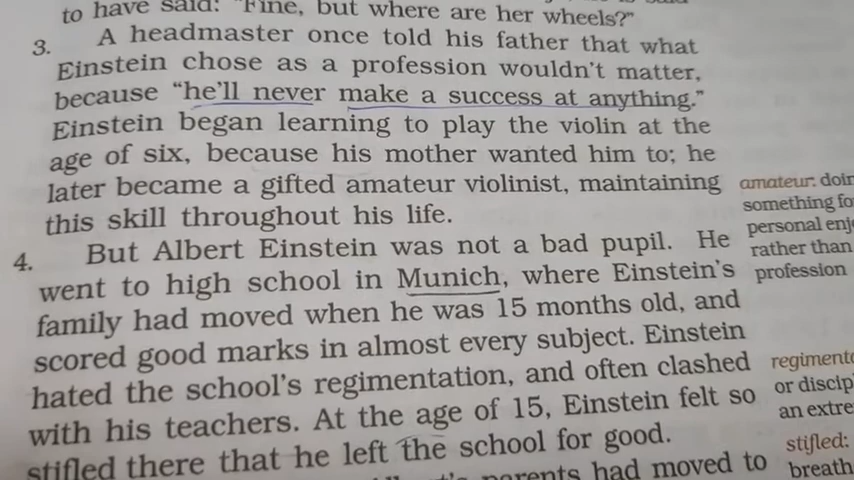 to have said: "Fine, but where are her wheels?"
3. A headmaster once told his father that what
Einstein chose as a profession wouldn't matter,
because "he'll never make a success at anything."
Einstein began learning to play the violin at the
age of six, because his mother wanted him to; he
later became a gifted amateur violinist, maintaining
this skill throughout his life.
amateur: doin
something fo
personal enj
rather than
profession
4. But Albert Einstein was not a bad pupil. He
went to high school in Munich, where Einstein's
family had moved when he was 15 months old, and
scored good marks in almost every subject. Einstein
hated the school's regimentation, and often clashed
with his teachers. At the age of 15, Einstein felt so
stifled there that he left the school for good.
parents had moved to
regimento
or discip
an extre
stifled:
breath